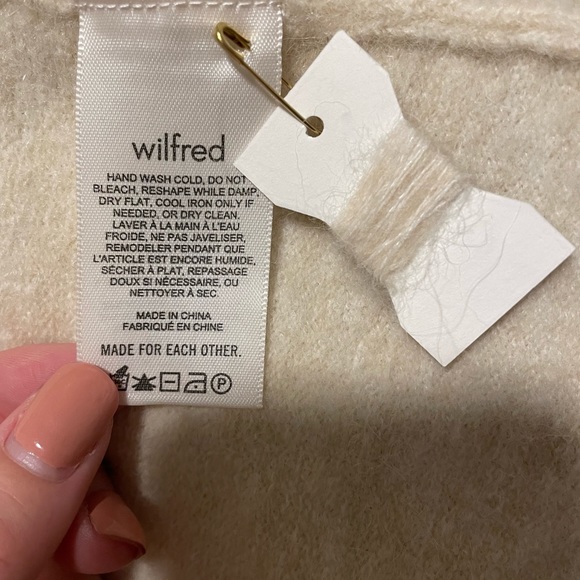 wilfred
HAND WASH COLD, DO NOT
BLEACH, RESHAPE WHILE DAMP,
DRY FLAT, COOL IRON ONLY IF
NEEDED, OR DRY CLEAN.
LAVER À LA MAIN À L'EAU
FROIDE, NE PAS JAVELISER,
REMODELER PENDANT QUE
L'ARTICLE EST ENCORE HUMIDE,
SÉCHER À PLAT, REPASSAGE
DOUX SI NÉCESSAIRE, OU
NETTOYER À SEC.
MADE IN CHINA
FABRIQUÉ EN CHINE
MADE FOR EACH OTHER.
P